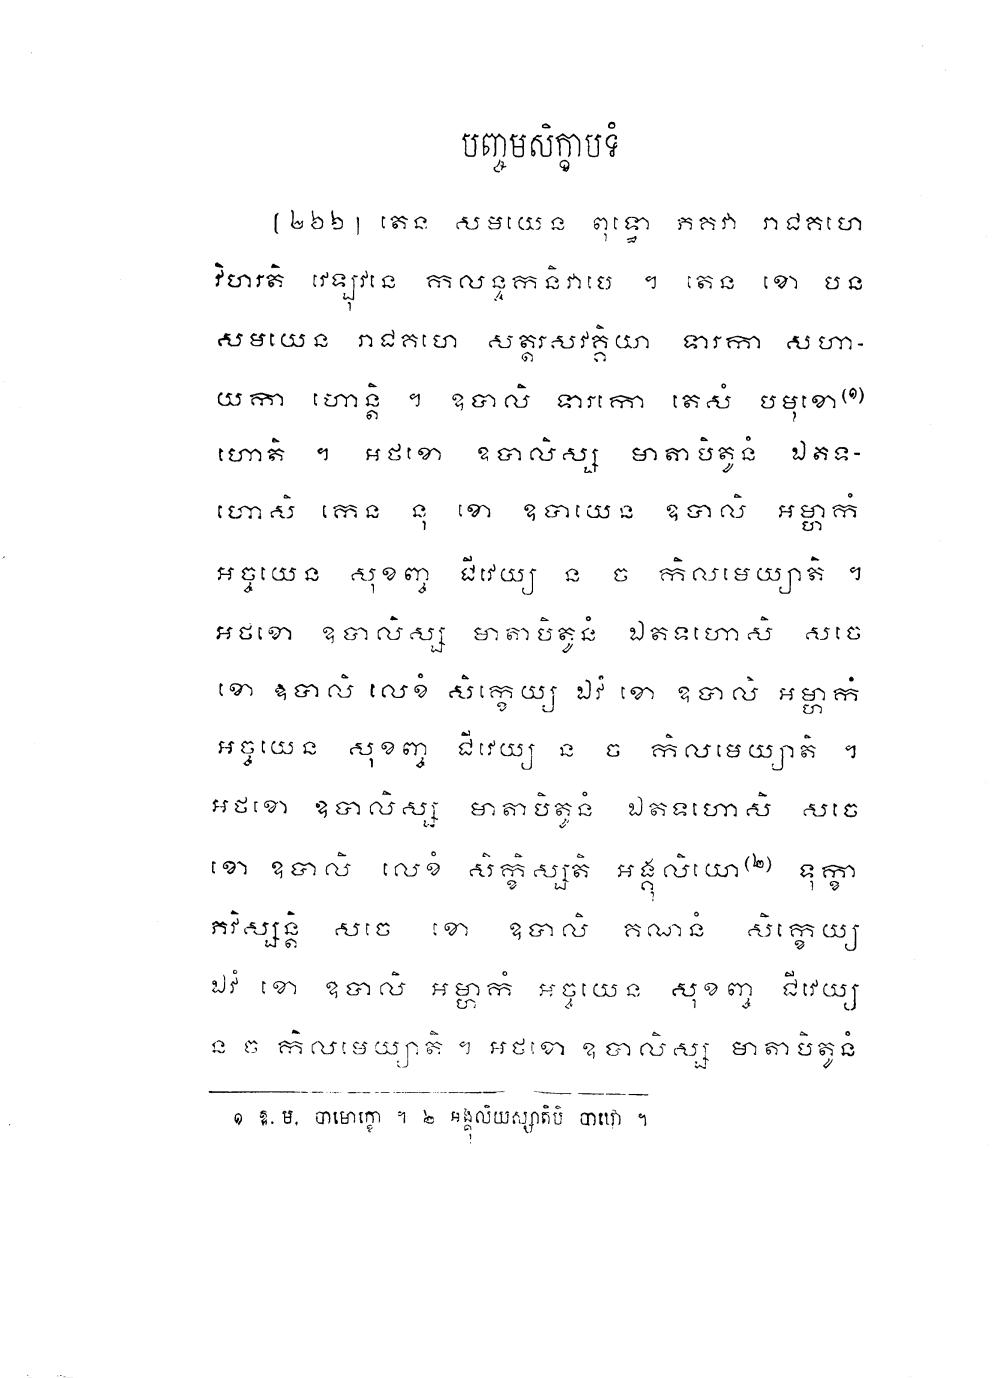 បញ្ចមសិក្ខាបទំ
[២៦៦] តេន សមយេន ពុទ្ធោ ភគវា រាជគហេ
វិហរតិ វេឡុវនេ កលន្ទកនិវាបេ ។ តេន ខោ បន
សមយេន រាជគហេ សត្តរសវគ្គិយា ទារកា សហា-
យកា ហោន្តិ ។ ឧបាលិ ទារកោ តេសំ បមុខោ(១)
ហោតិ ។ អថខោ ឧបាលិស្ស មាតាបិតូនំ ឯតទ-
ហោសិ កេន នុ ខោ ឧបាយេន ឧបាលិ អម្ហាកំ
អច្ចយេន សុខញ្ច ជីវេយ្យ ន ច កិលមេយ្យាតិ ។
អថខោ ឧបាលិស្ស មាតាបិតូនំ ឯតទហោសិ សចេ
ខោ ឧបាលិ លេខំ សិក្ខេយ្យ ឯវំ ខោ ឧបាលិ អម្ហាកំ
អច្ចយេន សុខញ្ច ជីវេយ្យ ន ច កិលមេយ្យាតិ ។
អថខោ ឧបាលិស្ស មាតាបិតូនំ ឯតទហោសិ សចេ
ខោ ឧបាលិ លេខំ សិក្ខិស្សតិ អង្គុលិយោ(២) ទុក្ខា
ភវិស្សន្តិ សចេ ខោ ឧបាលិ គណនំ សិក្ខេយ្យ
ឯវំ ខោ ឧបាលិ អម្ហាកំ អច្ចយេន សុខញ្ច ជីវេយ្យ
ន ច កិលមេយ្យាតិ ។ អថខោ ឧបាលិស្ស មាតាបិតូនំ
១ ឱ. ម. បាមោក្ខោ ។ ២ អង្គុលិយស្សាតិបិ បាឋោ ។